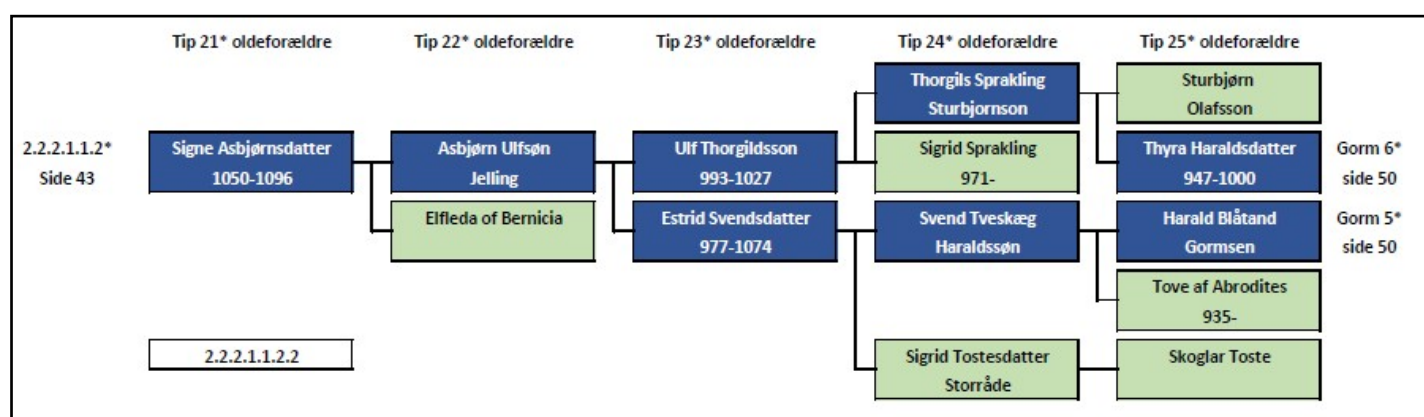 Tip 21* oldeforældre Tip 22* oldeforældre Tip 23* oldeforældre Tip 24* oldeforældre Tip 25* oldeforældre
Thorgils Sprakling Sturbjørn
Sturbjornson Olafsson
2.2.2.1.1.2* Signe Asbjørnsdatter Asbjørn Ulfsøn Ulf Thorgildsson Sigrid Sprakling Thyra Haraldsdatter Gorm 6*
Side 43 1050-1096 Jelling 993-1027 971- 947-1000 side 50
Elfleda of Bernicia Estrid Svendsdatter Svend Tveskæg Harald Blåtand Gorm 5*
977-1074 Haraldssøn Gormsen side 50
Tove af Abrodites
935-
2.2.2.1.1.2.2 Sigrid Tostesdatter Skoglar Toste
Storråde